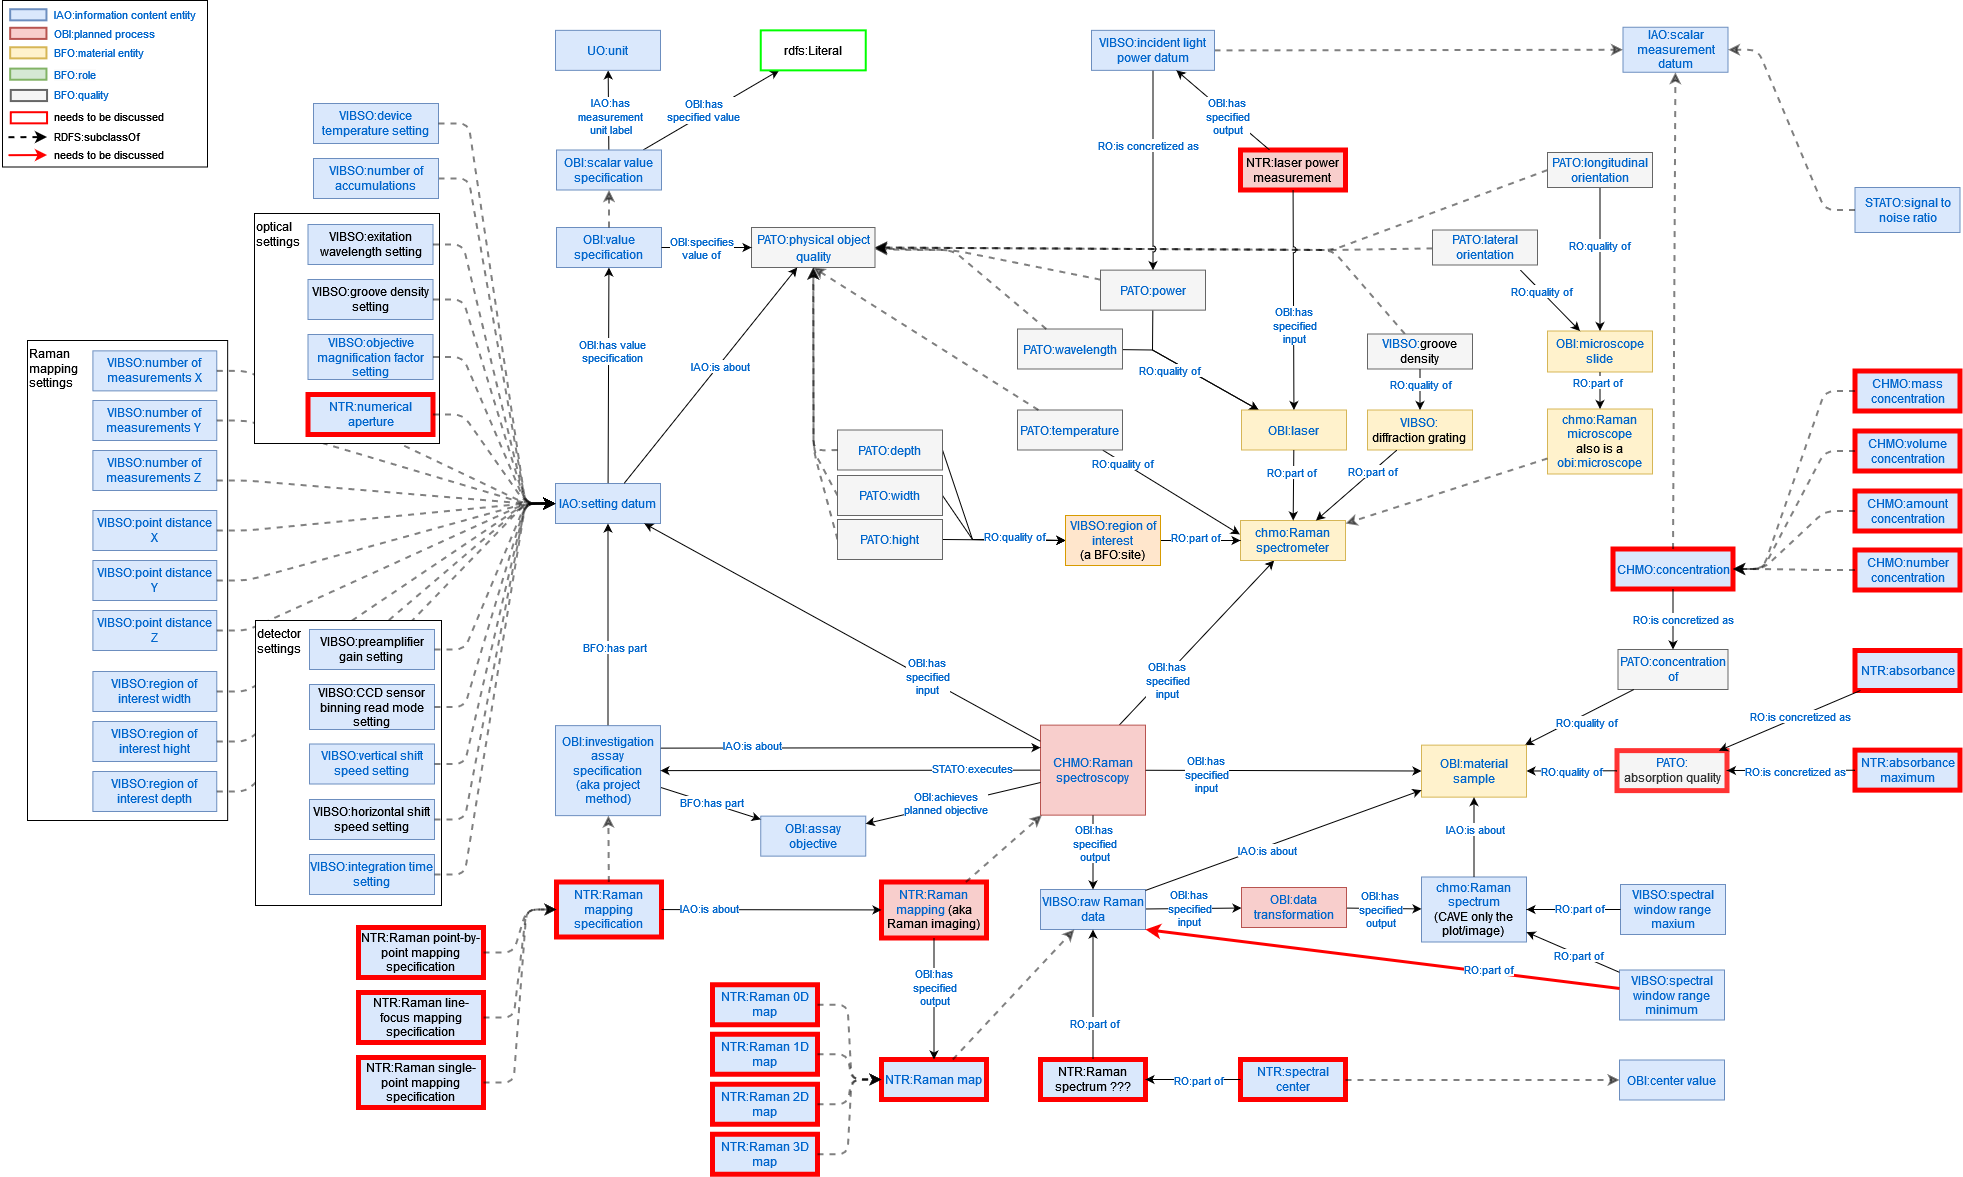 IAO:information content entity
OBI:planned process
BFO:material entity
BFO:role
BFO:quality
needs to be discussed
RDFS:subclassOf
needs to be discussed
UO:unit
rdfs:Literal
VIBSO:incident light
power datum
IAO:scalar
measurement
datum
IAO:has
measurement
unit label
OBI:has
specified value
OBI:has
specified
output
VIBSO:device
temperature setting
VIBSO:number of
accumulations
OBI:scalar value
specification
RO:is concretized as
NTR:laser power
measurement
PATO:longitudinal
orientation
STATO:signal to
noise ratio
optical
settings
VIBSO:exitation
wavelength setting
VIBSO:groove density
setting
VIBSO:objective
magnification factor
setting
NTR:numerical
aperture
OBI:value
specification
OBI:specifies
value of
PATO:physical object
quality
PATO:lateral
orientation
RO:quality of
RO:quality of
PATO:power
OBI:has
specified
input
PATO:wavelength
RO:quality of
VIBSO:groove
density
RO:quality of
OBI:microscope
slide
RO:part of
OBI:has value
specification
IAO:is about
Raman
mapping
settings
VIBSO:number of
measurements X
VIBSO:number of
measurements Y
VIBSO:number of
measurements Z
VIBSO:point distance
X
VIBSO:point distance
Y
VIBSO:point distance
Z
VIBSO:region of
interest width
VIBSO:region of
interest hight
VIBSO:region of
interest depth
PATO:temperature
RO:quality of
OBI:laser
RO:part of
VIBSO:
diffraction grating
RO:part of
chmo:Raman
microscope
also is a
obi:microscope
CHMO:mass
concentration
CHMO:volume
concentration
CHMO:amount
concentration
CHMO:number
concentration
CHMO:concentration
PATO:depth
PATO:width
PATO:hight
RO:quality of
VIBSO:region of
interest
(a BFO:site)
RO:part of
chmo:Raman
spectrometer
IAO:setting datum
RO:is concretized as
PATO:concentration
of
RO:quality of
NTR:absorbance
RO:is concretized as
detector
settings
VIBSO:preamplifier
gain setting
VIBSO:CCD sensor
binning read mode
setting
VIBSO:vertical shift
speed setting
VIBSO:horizontal shift
speed setting
VIBSO:integration time
setting
BFO:has part
OBI:has
specified
input
OBI:has
specified
input
OBI:investigation
assay
specification
(aka project
method)
IAO:is about
STATO:executes
BFO:has part
OBI:achieves
planned objective
OBI:assay
objective
CHMO:Raman
spectroscopy
OBI:has
specified
input
OBI:material
sample
RO:quality of
PATO:
absorption quality
RO:is concretized as
NTR:absorbance
maximum
OBI:has
specified
output
IAO:is about
IAO:is about
NTR:Raman
mapping
specification
IAO:is about
NTR:Raman
mapping (aka
Raman imaging)
VIBSO:raw Raman
data
OBI:has
specified
input
OBI:data
transformation
OBI:has
specified
output
chmo:Raman
spectrum
(CAVE only the
plot/image)
RO:part of
VIBSO:spectral
window range
maxium
RO:part of
RO:part of
VIBSO:spectral
window range
minimum
NTR:Raman point-by-
point mapping
specification
NTR:Raman line-
focus mapping
specification
NTR:Raman single-
point mapping
specification
OBI:has
specified
output
NTR:Raman 0D
map
NTR:Raman 1D
map
NTR:Raman 2D
map
NTR:Raman 3D
map
NTR:Raman map
RO:part of
NTR:Raman
spectrum ???
RO:part of
NTR:spectral
center
OBI:center value